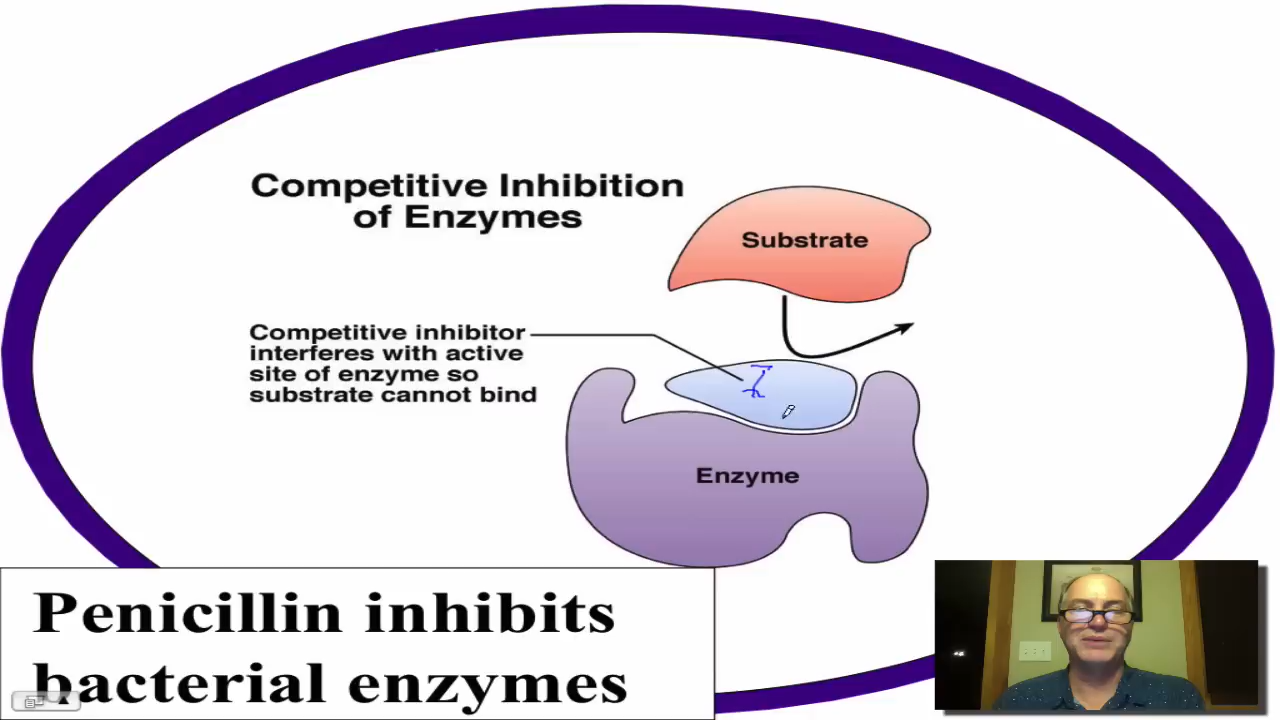 Competitive Inhibition
of Enzymes
Substrate
Competitive inhibitor
interferes with active
site of enzyme so
substrate cannot bind
I
Enzyme
Penicillin inhibits
bacterial enzymes